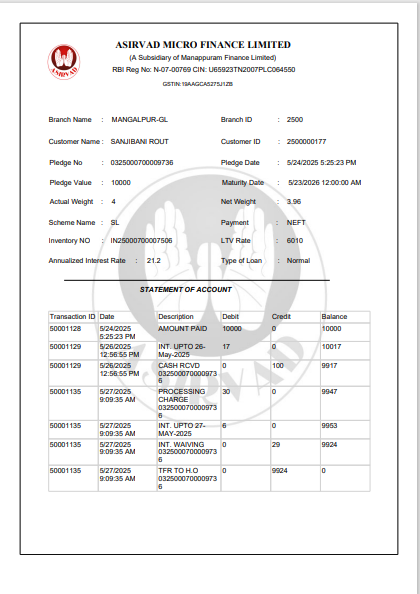 ASIRVAD MICRO FINANCE LIMITED
(A Subsidiary of Manappuram Finance Limited)
RBI Reg No: N-07-00769 CIN: U65923TN2007PLC064550
GSTIN:19AAGCA5275J1ZB
ASIRVAD
Branch Name : MANGALPUR-GL Branch ID : 2500
Customer Name : SANJIBANI ROUT Customer ID : 2500000177
Pledge No : 0325000700009736 Pledge Date : 5/24/2025 5:25:23 PM
Pledge Value : 10000 Maturity Date : 5/23/2026 12:00:00 AM
Actual Weight : 4 Net Weight : 3.96
Scheme Name : SL Payment : NEFT
Inventory NO : IN25000700007506 LTV Rate : 6010
Annualized Interest Rate : 21.2 Type of Loan : Normal
STATEMENT OF ACCOUNT
Transaction ID Date Description Debit Credit Balance
50001128 5/24/2025 AMOUNT PAID 10000 0 10000
5:25:23 PM
50001129 5/26/2025 INT. UPTO 26- 17 0 10017
12:56:55 PM May-2025
50001129 5/26/2025 CASH RCVD 0 100 9917
12:56:55 PM 032500070000973
6
50001135 5/27/2025 PROCESSING 30 0 9947
9:09:35 AM CHARGE
032500070000973
6
50001135 5/27/2025 INT. UPTO 27- 6 0 9953
9:09:35 AM MAY-2025
50001135 5/27/2025 INT. WAIVING 0 29 9924
9:09:35 AM 032500070000973
6
50001135 5/27/2025 TFR TO H.O 0 9924 0
9:09:35 AM 032500070000973
6
ASIRVAD